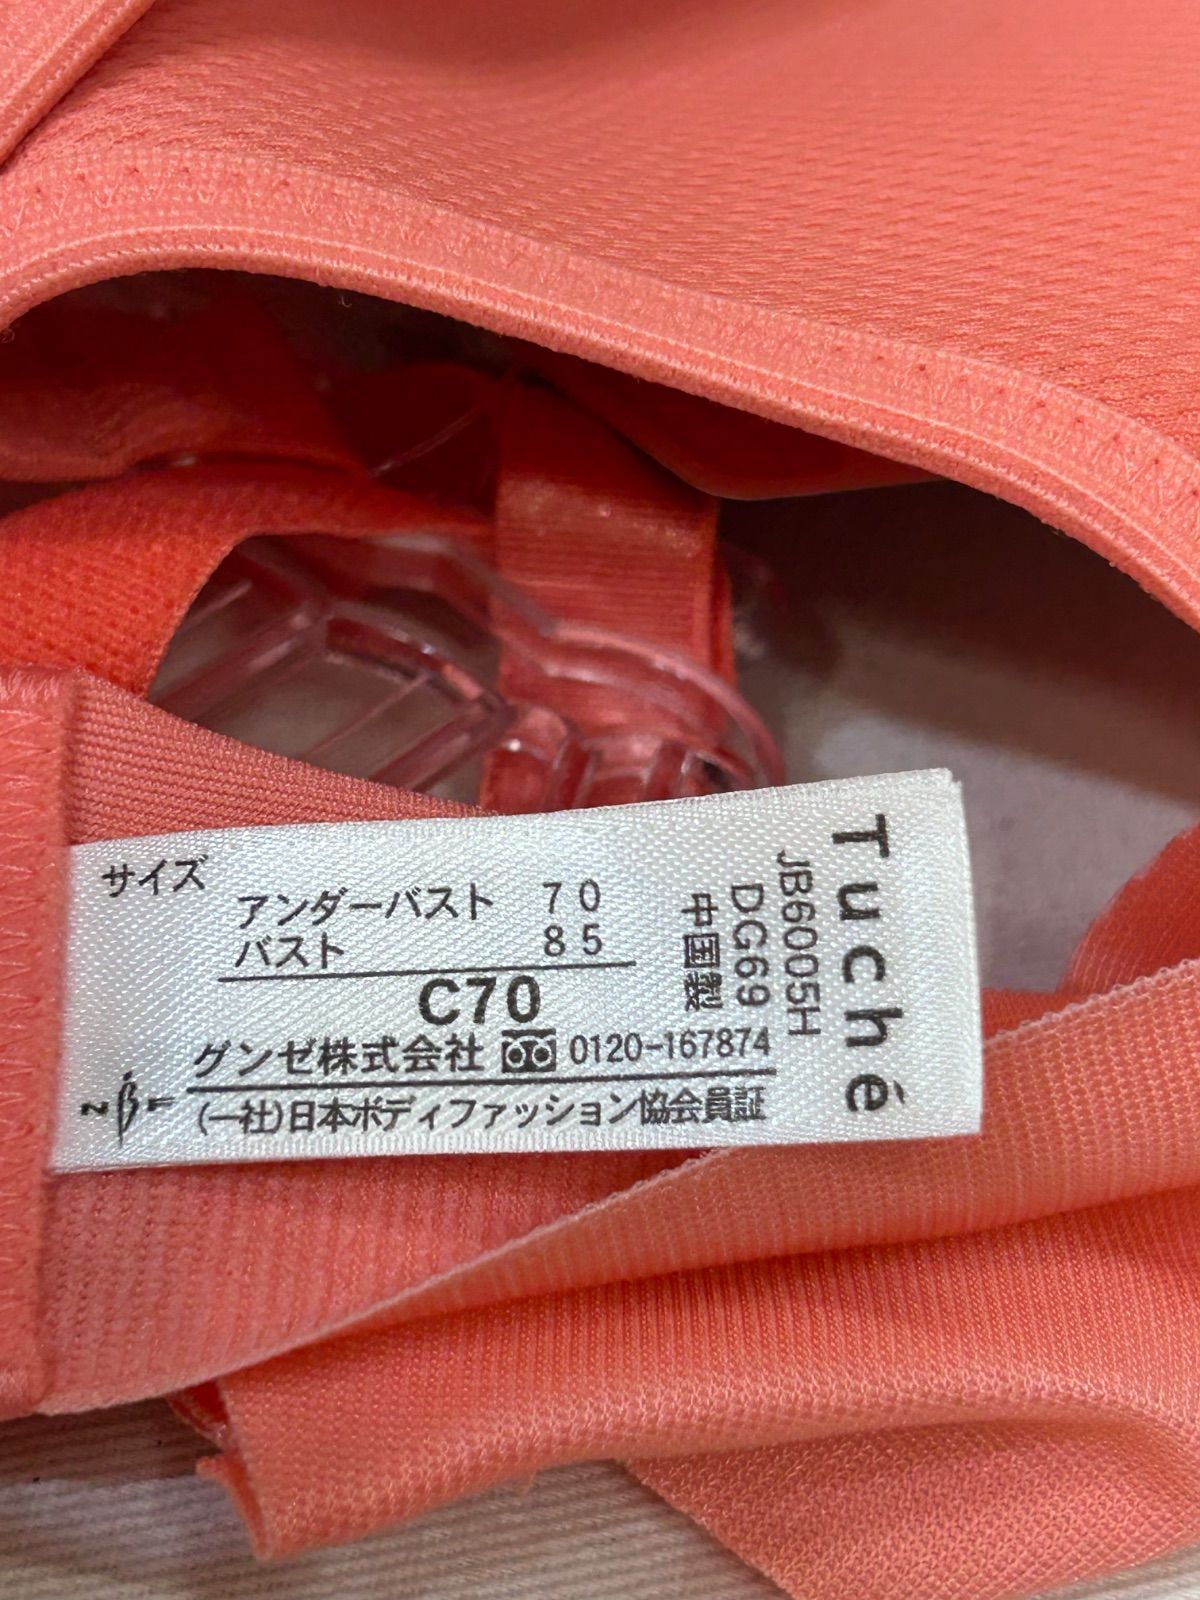 サイズ
アンダーバスト 70
バスト 85
C70
グンゼ株式会社 0120-167874
(一社)日本ボディファッション協会員証
Tuché
JB6005H
DG69
中国製